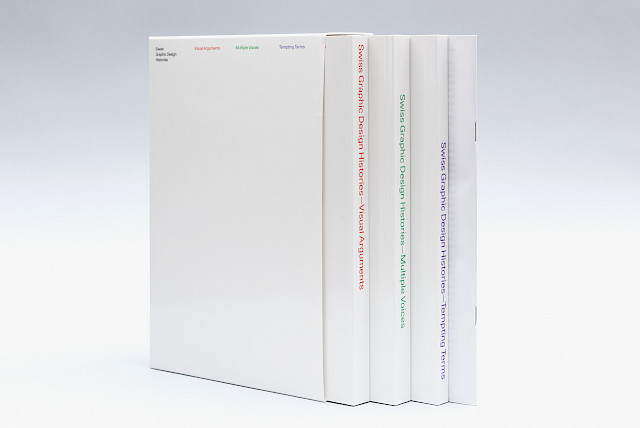 Swiss
Graphic Design
Histories
Visual Arguments
Multiple Voices
Tempting Terms
Swiss Graphic Design Histories—Visual Arguments
Swiss Graphic Design Histories—Multiple Voices
Swiss Graphic Design Histories—Tempting Terms